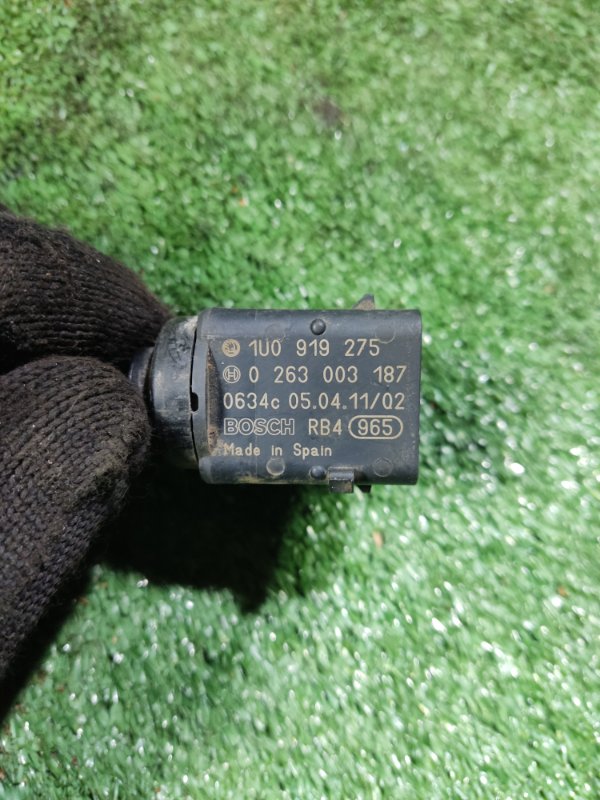 1U0 919 275
0 263 003 187
0634c 05.04.11/02
BOSCH RB4 965
Made in Spain